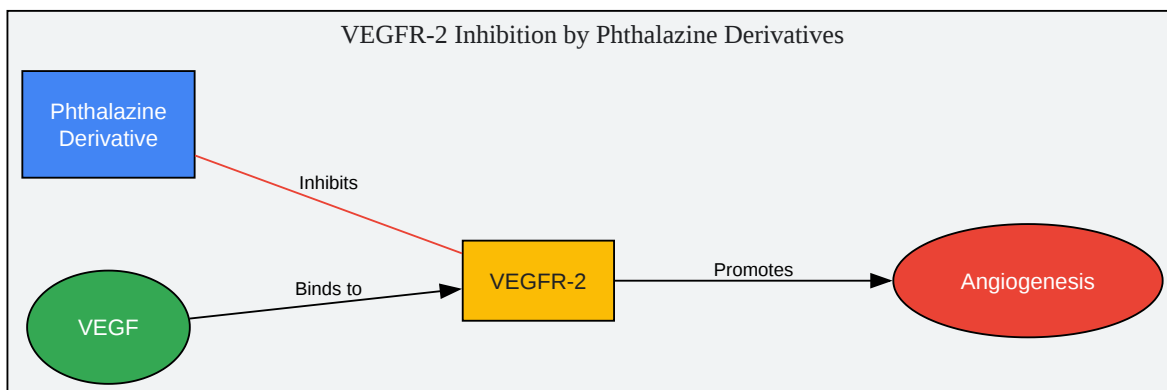 VEGFR-2 Inhibition by Phthalazine Derivatives
Phthalazine
Derivative
Inhibits
VEGF
Binds to
VEGFR-2
Promotes
Angiogenesis